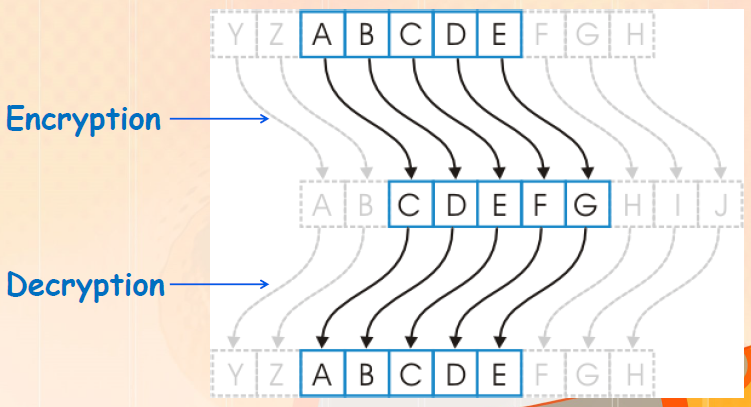 Y Z A B C D E F G H
Encryption
A B C D E F G H I J
Decryption
Y Z A B C D E F G H